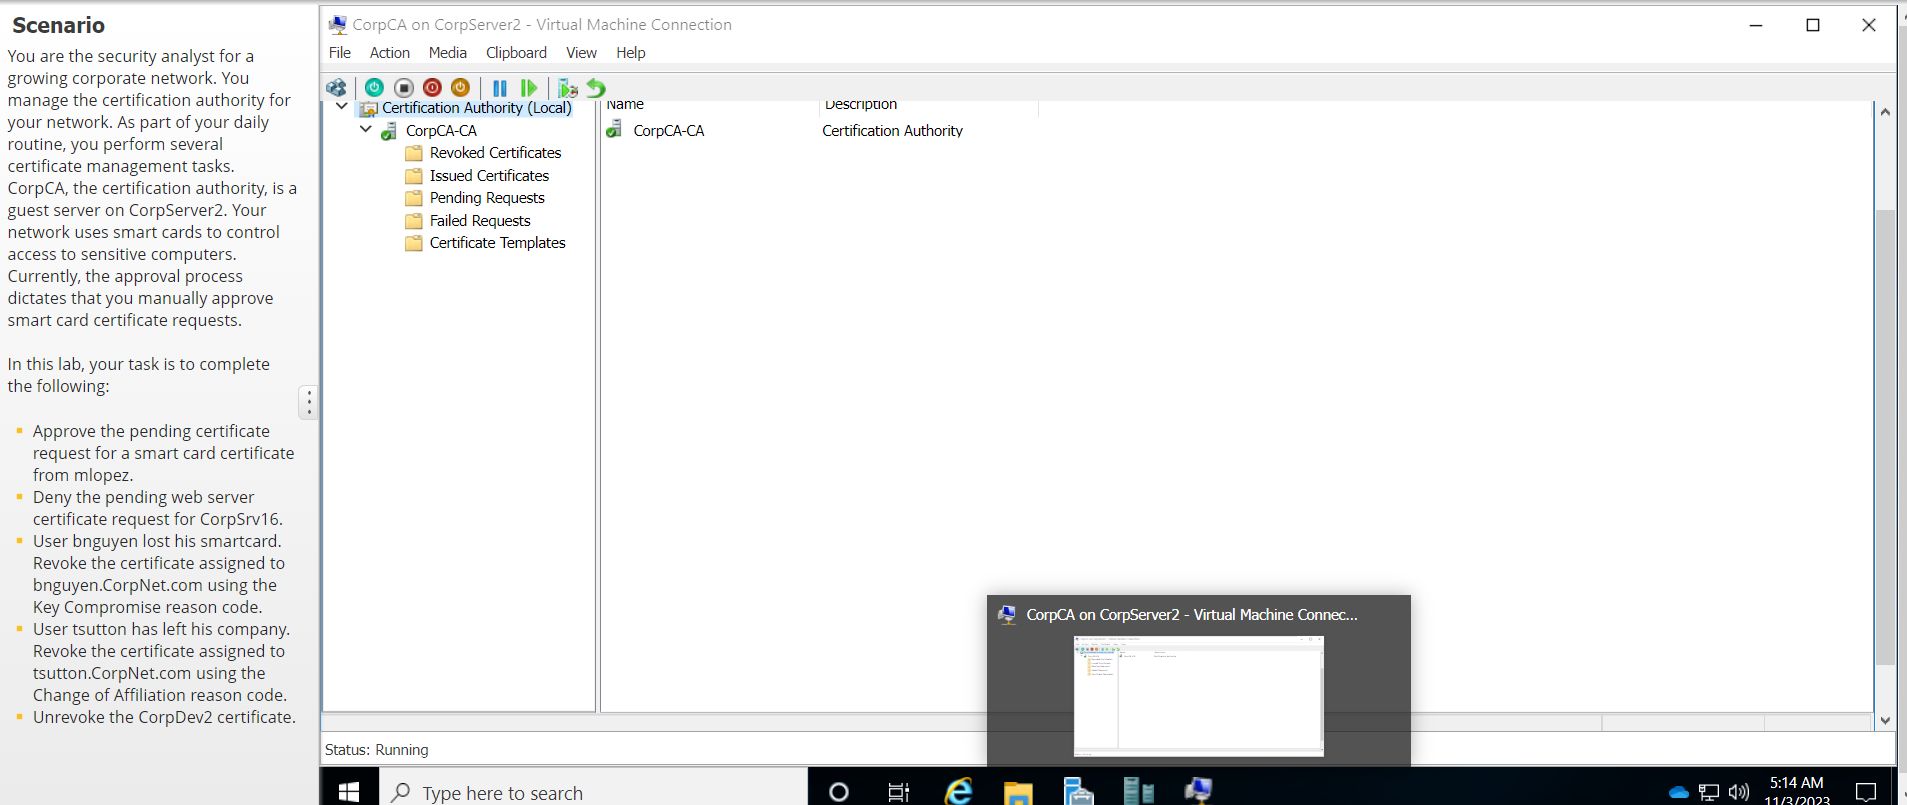 Scenario
You are the security analyst for a
growing corporate network. You
manage the certification authority for
your network. As part of your daily
routine, you perform several
certificate management tasks.
CorpCA, the certification authority, is a
guest server on CorpServer2. Your
network uses smart cards to control
access to sensitive computers.
Currently, the approval process
dictates that you manually approve
smart card certificate requests.
In this lab, your task is to complete
the following:
Approve the pending certificate
request for a smart card certificate
from mlopez.
Deny the pending web server
certificate request for CorpSrv16.
User bnguyen lost his smartcard.
Revoke the certificate assigned to
bnguyen.CorpNet.com using the
Key Compromise reason code.
User tsutton has left his company.
Revoke the certificate assigned to
tsutton.CorpNet.com using the
Change of Affiliation reason code.
Unrevoke the CorpDev2 certificate.
CorpCA on CorpServer2 - Virtual Machine Connection
File Action Media Clipboard View Help
Certification Authority (Local)
CorpCA-CA
Revoked Certificates
Issued Certificates
Pending Requests
Failed Requests
Certificate Templates
Name Description
CorpCA-CA Certification Authority
CorpCA on CorpServer2 - Virtual Machine Connec...
Status: Running
Type here to search
5:14 AM
11/3/2023